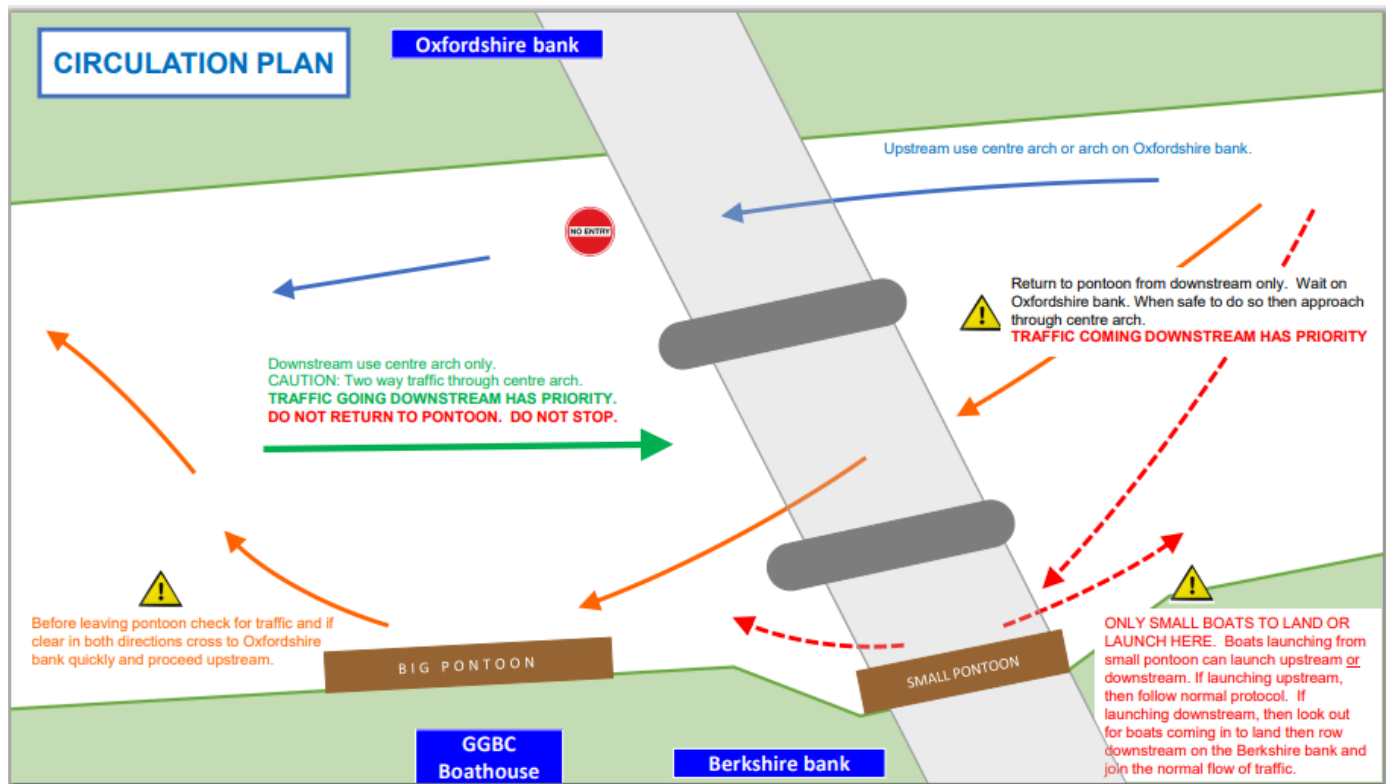 CIRCULATION PLAN
Oxfordshire bank
Upstream use centre arch or arch on Oxfordshire bank.
NO ENTRY
Return to pontoon from downstream only. Wait on
Oxfordshire bank. When safe to do so then approach
through centre arch.
TRAFFIC COMING DOWNSTREAM HAS PRIORITY
Downstream use centre arch only.
CAUTION: Two way traffic through centre arch.
TRAFFIC GOING DOWNSTREAM HAS PRIORITY.
DO NOT RETURN TO PONTOON. DO NOT STOP.
!
!
!
Before leaving pontoon check for traffic and if
clear in both directions cross to Oxfordshire
bank quickly and proceed upstream.
BIG PONTOON
SMALL PONTOON
ONLY SMALL BOATS TO LAND OR
LAUNCH HERE. Boats launching from
small pontoon can launch upstream or
downstream. If launching upstream,
then follow normal protocol. If
launching downstream, then look out
for boats coming in to land then row
downstream on the Berkshire bank and
join the normal flow of traffic.
GGBC
Boathouse
Berkshire bank